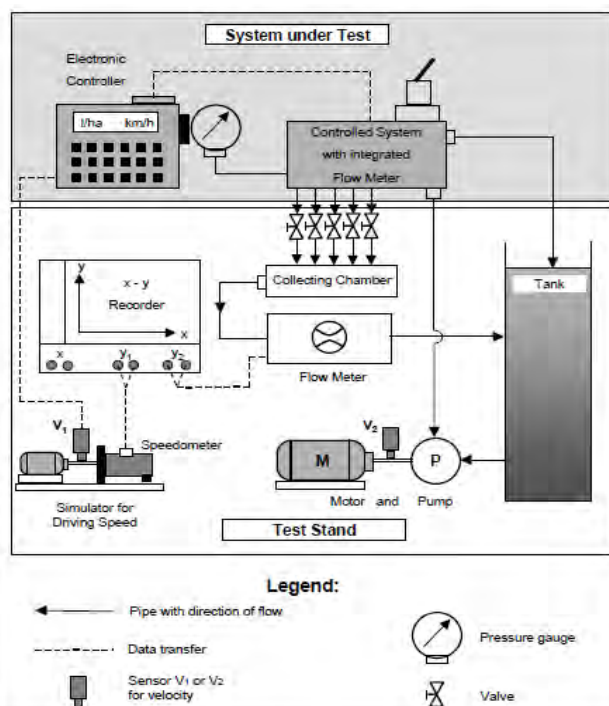 System under Test
Electronic
Controller
l/ha km/h
Controlled System
with integrated
Flow Meter
y
x - y
Recorder
x
x y1 y2
Collecting Chamber
Tank
Flow Meter
V1
Speedometer
V2
M
P
Simulator for
Driving Speed
Motor and Pump
Test Stand
Legend:
Pipe with direction of flow
Data transfer
Sensor V1 or V2
for velocity
Pressure gauge
Valve